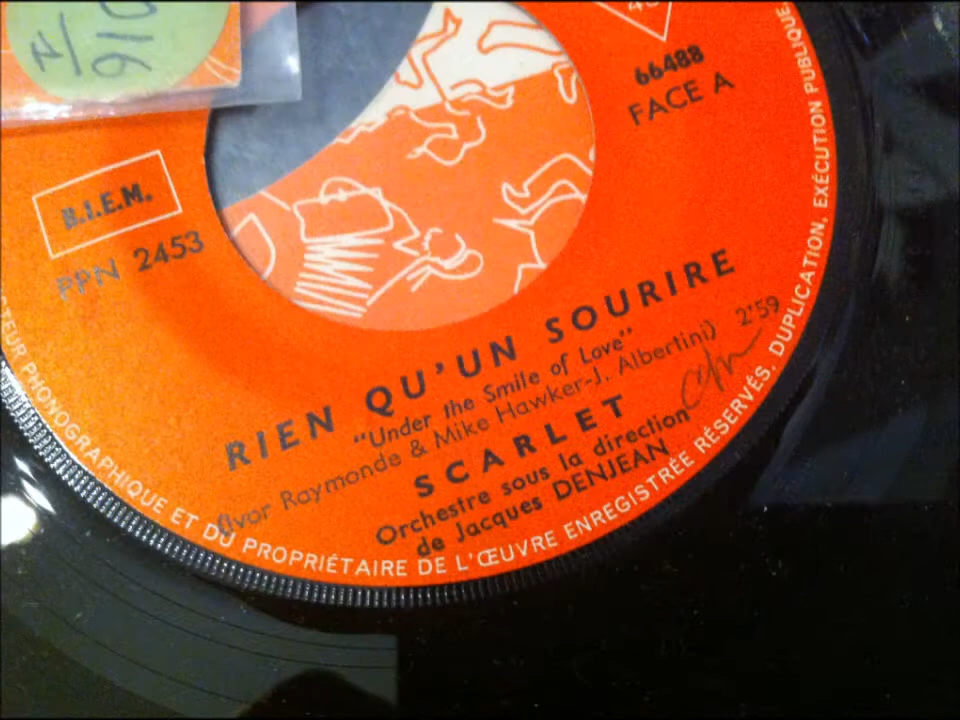 66488
FACE A
B.I.E.M.
PPN 2453
RIEN QU'UN SOURIRE
"Under the Smile of Love"
(Ivor Raymonde & Mike Hawker-J. Albertini) 2'59
SCARLET
Orchestre sous la direction
de Jacques DENJEAN
PHONOGRAPHIQUE ET DU PROPRIÉTAIRE DE L'ŒUVRE ENREGISTRÉE RÉSERVÉS. DUPLICATION, EXÉCUTION PUBLIQUE